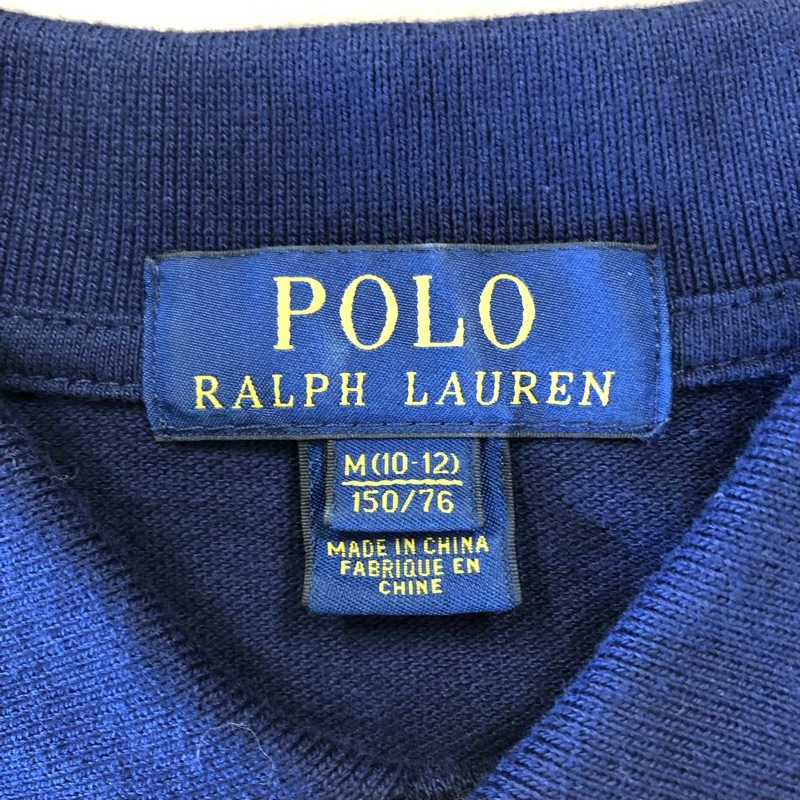 POLO
RALPH LAUREN
M (10-12)
150/76
MADE IN CHINA
FABRIQUE EN
CHINE